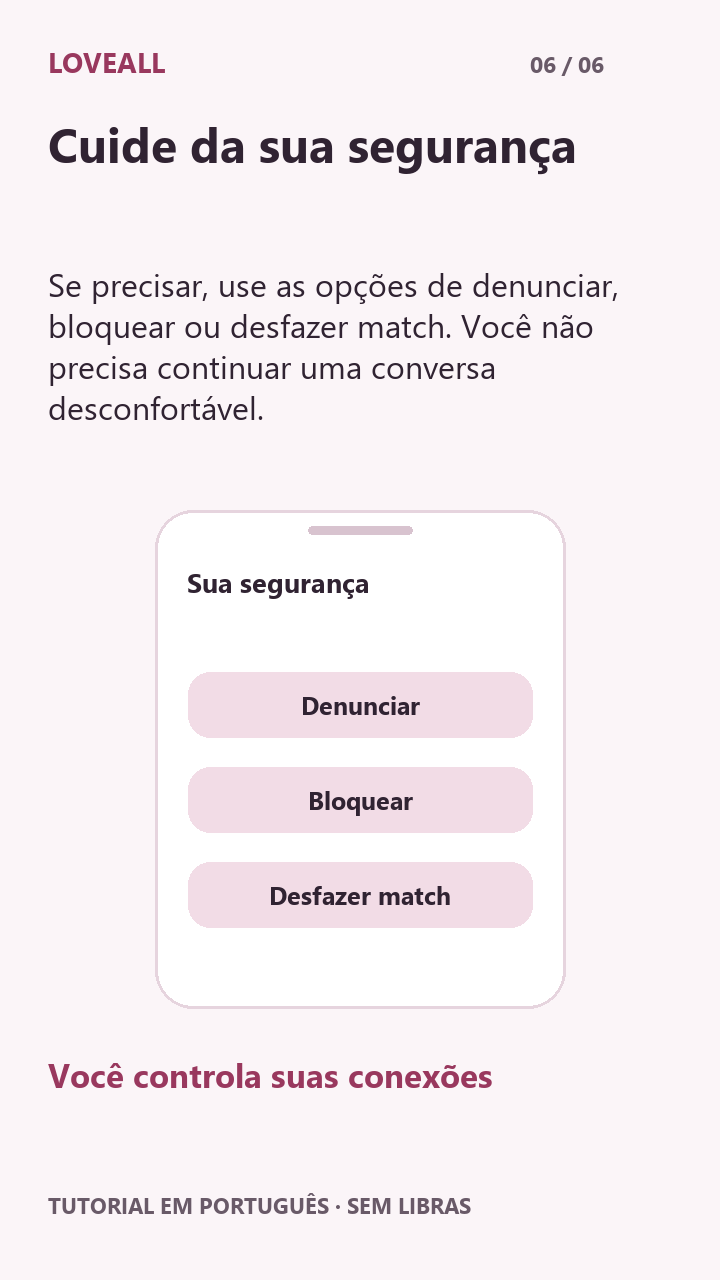 LOVEALL
06 / 06
Cuide da sua segurança
Se precisar, use as opções de denunciar,
bloquear ou desfazer match. Você não
precisa continuar uma conversa
desconfortável.
Sua segurança
Denunciar
Bloquear
Desfazer match
Você controla suas conexões
TUTORIAL EM PORTUGUÊS · SEM LIBRAS